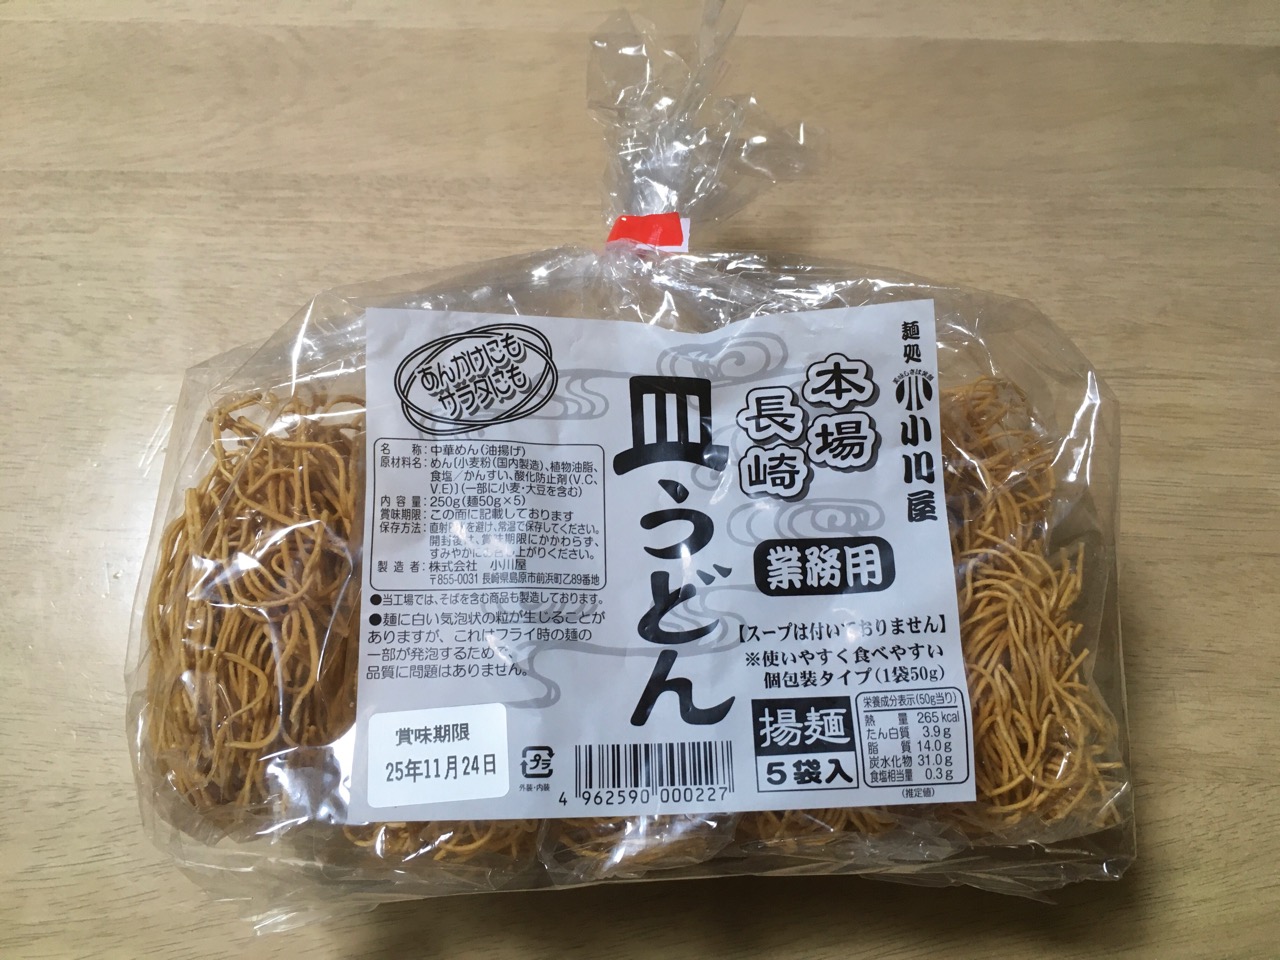 麺処
小川屋
本場
長崎
皿うどん
業務用
【スープは付いておりません】
※使いやすく食べやすい
個包装タイプ(1袋50g)
揚麺
5袋入
栄養成分表示(50g当り)
熱量 265kcal
たん白質 3.9g
脂質 14.0g
炭水化物 31.0g
食塩相当量 0.3g
(推定値)
あんかけにも
サラダにも
名称:中華めん(油揚げ)
原材料名:めん[小麦粉(国内製造)、植物油脂、
食塩/かんすい、酸化防止剤(V.C、
V.E)](一部に小麦・大豆を含む)
内容量:250g(麺50g×5)
賞味期限:この面に記載しております
保存方法:直射を避け、常温で保存してください。
開封後は、賞味期限にかかわらず、
すみやかにお召し上がりください。
製造者:株式会社 小川屋
〒855-0031 長崎県島原市前浜町乙89番地
●当工場では、そばを含む商品も製造しております。
●麺に白い気泡状の粒が生じることが
ありますが、これはフライ時の麺の
一部が発泡するためで、
品質に問題はありません。
賞味期限
25年11月24日
プラ
外装・内装
4 962590 000227